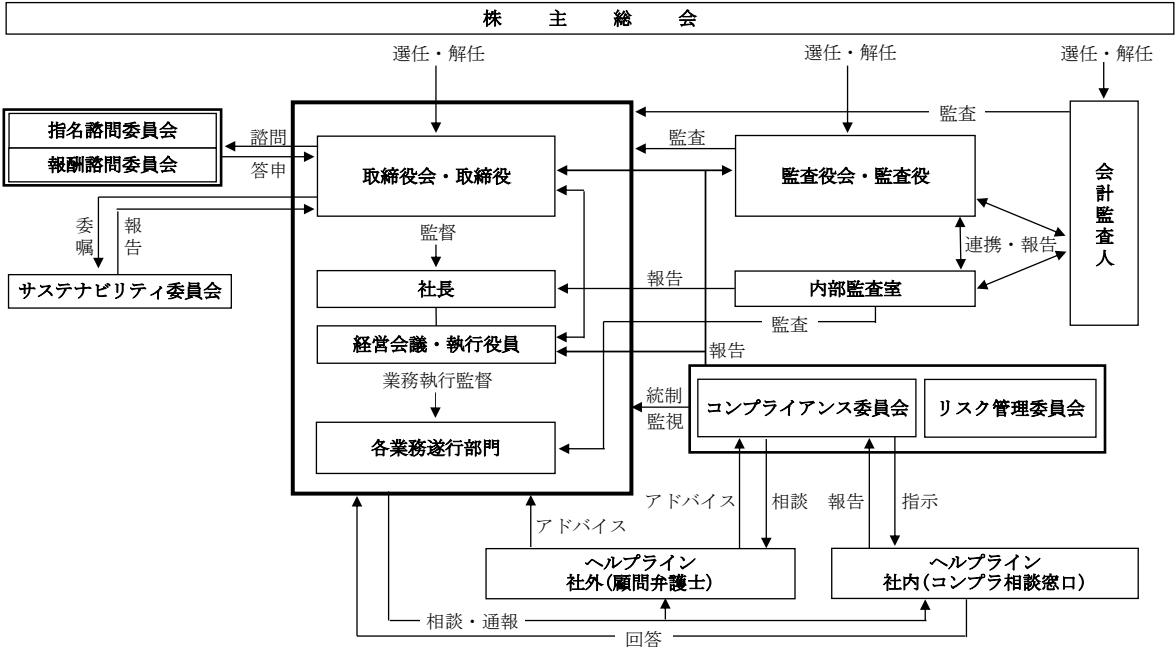 株主総会
選任・解任
選任・解任
選任・解任
監査
指名諮問委員会
報酬諮問委員会
諮問
答申
取締役会・取締役
監査
監査役会・監査役
会計監査人
委嘱
報告
監督
連携・報告
サステナビリティ委員会
社長
報告
内部監査室
監査
経営会議・執行役員
報告
業務執行監督
統制
監視
コンプライアンス委員会
リスク管理委員会
各業務遂行部門
アドバイス
アドバイス
相談
報告
指示
ヘルプライン
社外(顧問弁護士)
ヘルプライン
社内(コンプラ相談窓口)
相談・通報
回答